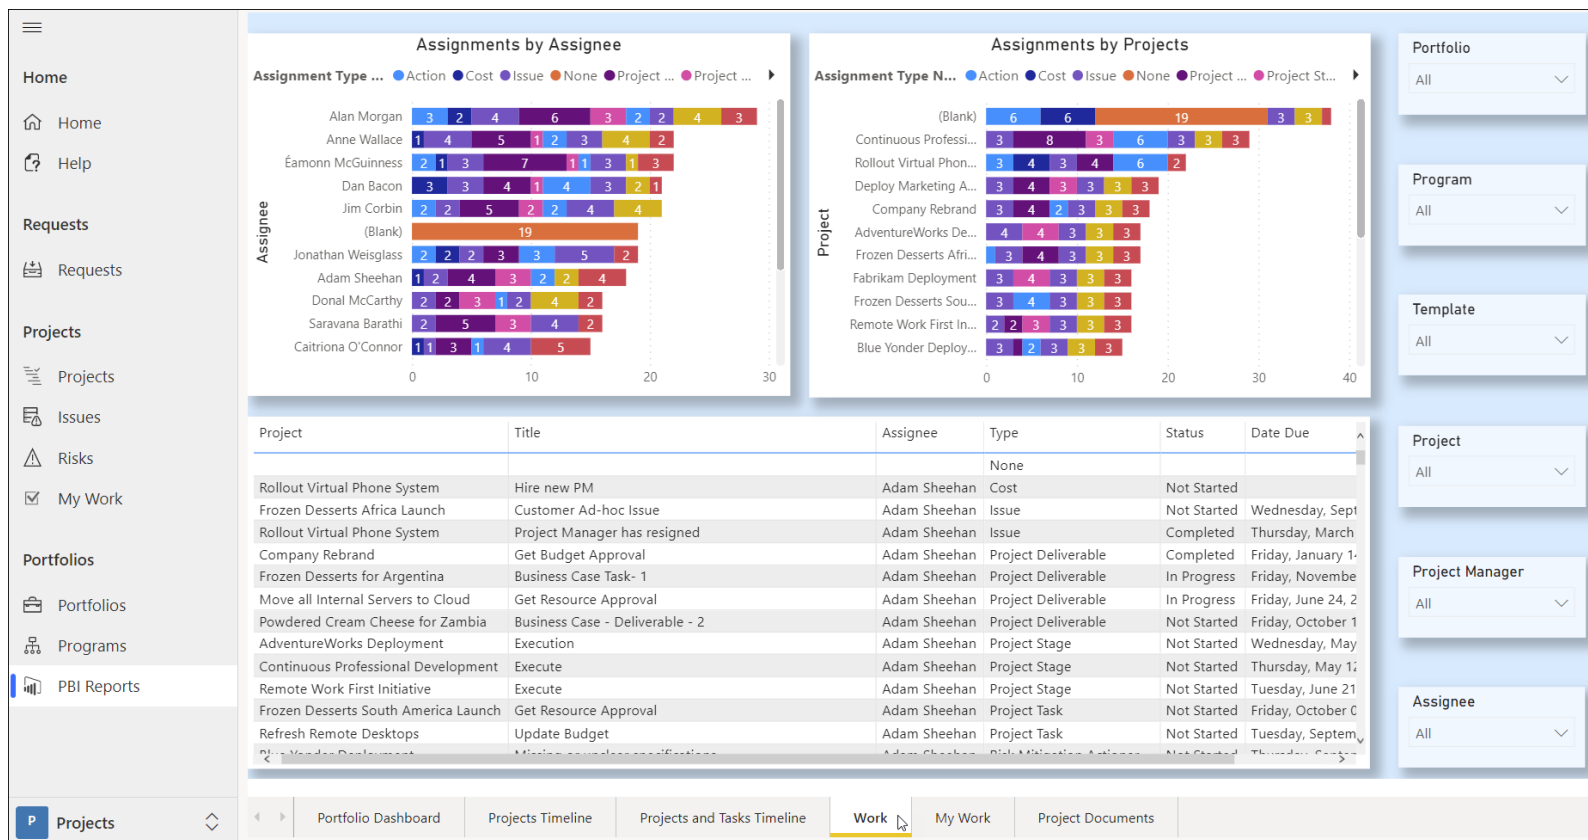 Home
Home
Help
Requests
Requests
Projects
Projects
Issues
Risks
My Work
Portfolios
Portfolios
Programs
PBI Reports
P Projects
Assignments by Assignee
Assignment Type ... Action Cost Issue None Project ... Project ...
Assignee
Alan Morgan 3 2 4 6 3 2 2 4 3
Anne Wallace 1 4 5 1 2 3 4 2
Éamonn McGuinness 2 1 3 7 1 1 3 1 3
Dan Bacon 3 3 4 1 4 3 2 1
Jim Corbin 2 2 5 2 2 4 4
(Blank) 19
Jonathan Weisglass 2 2 2 3 3 5 2
Adam Sheehan 1 2 4 3 2 2 4
Donal McCarthy 2 2 3 1 2 4 2
Saravana Barathi 2 5 3 4 2
Caitriona O'Connor 1 1 3 1 4 5
0 10 20 30
Assignments by Projects
Assignment Type N... Action Cost Issue None Project ... Project St...
Project
(Blank) 6 6 19 3 3
Continuous Professi... 3 8 3 6 3 3 3
Rollout Virtual Phon... 3 4 3 4 6 2
Deploy Marketing A... 3 4 3 3 3 3
Company Rebrand 3 4 2 3 3 3
AdventureWorks De... 4 4 3 3 3
Frozen Desserts Afri... 3 4 3 3 3
Fabrikam Deployment 3 4 3 3 3
Frozen Desserts Sou... 3 4 3 3 3
Remote Work First In... 2 2 3 3 3 3
Blue Yonder Deploy... 3 2 3 3 3
0 10 20 30 40
Project Title Assignee Type Status Date Due
None
Rollout Virtual Phone System Hire new PM Adam Sheehan Cost Not Started
Frozen Desserts Africa Launch Customer Ad-hoc Issue Adam Sheehan Issue Not Started Wednesday, Sept
Rollout Virtual Phone System Project Manager has resigned Adam Sheehan Issue Completed Thursday, March
Company Rebrand Get Budget Approval Adam Sheehan Project Deliverable Completed Friday, January 14
Frozen Desserts for Argentina Business Case Task- 1 Adam Sheehan Project Deliverable In Progress Friday, Novembe
Move all Internal Servers to Cloud Get Resource Approval Adam Sheehan Project Deliverable In Progress Friday, June 24, 2
Powdered Cream Cheese for Zambia Business Case - Deliverable - 2 Adam Sheehan Project Deliverable Not Started Friday, October 1
AdventureWorks Deployment Execution Adam Sheehan Project Stage Not Started Wednesday, May
Continuous Professional Development Execute Adam Sheehan Project Stage Not Started Thursday, May 12
Remote Work First Initiative Execute Adam Sheehan Project Stage Not Started Tuesday, June 21
Frozen Desserts South America Launch Get Resource Approval Adam Sheehan Project Task Not Started Friday, October 0
Refresh Remote Desktops Update Budget Adam Sheehan Project Task Not Started Tuesday, Septem
Blue Yonder Deployment Missing or unclear specifications Adam Sheehan Risk Mitigation Actioner Not Started Thursday, Septem
Portfolio
All
Program
All
Template
All
Project
All
Project Manager
All
Assignee
All
Portfolio Dashboard Projects Timeline Projects and Tasks Timeline Work My Work Project Documents